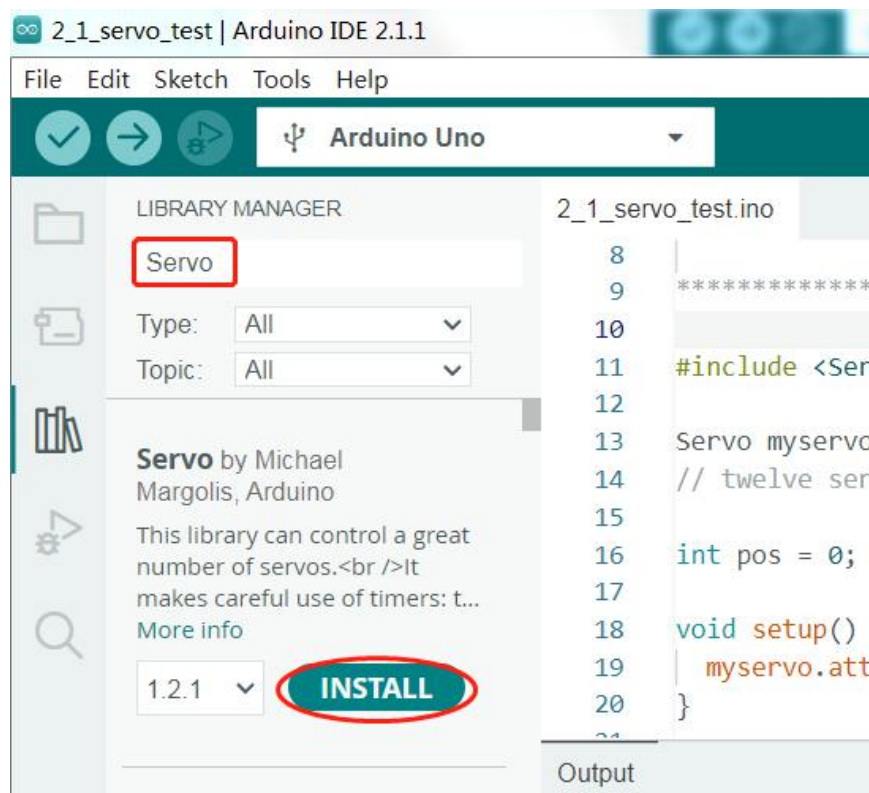 2_1_servo_test | Arduino IDE 2.1.1
File Edit Sketch Tools Help
Arduino Uno
LIBRARY MANAGER
Servo
Type: All
Topic: All
Servo by Michael
Margolis, Arduino
This library can control a great
number of servos.<br />It
makes careful use of timers: t...
More info
1.2.1 INSTALL
2_1_servo_test.ino
8
9 *************
10
11 #include <Ser
12
13 Servo myservo
14 // twelve ser
15
16 int pos = 0;
17
18 void setup()
19 myservo.att
20 }
Output